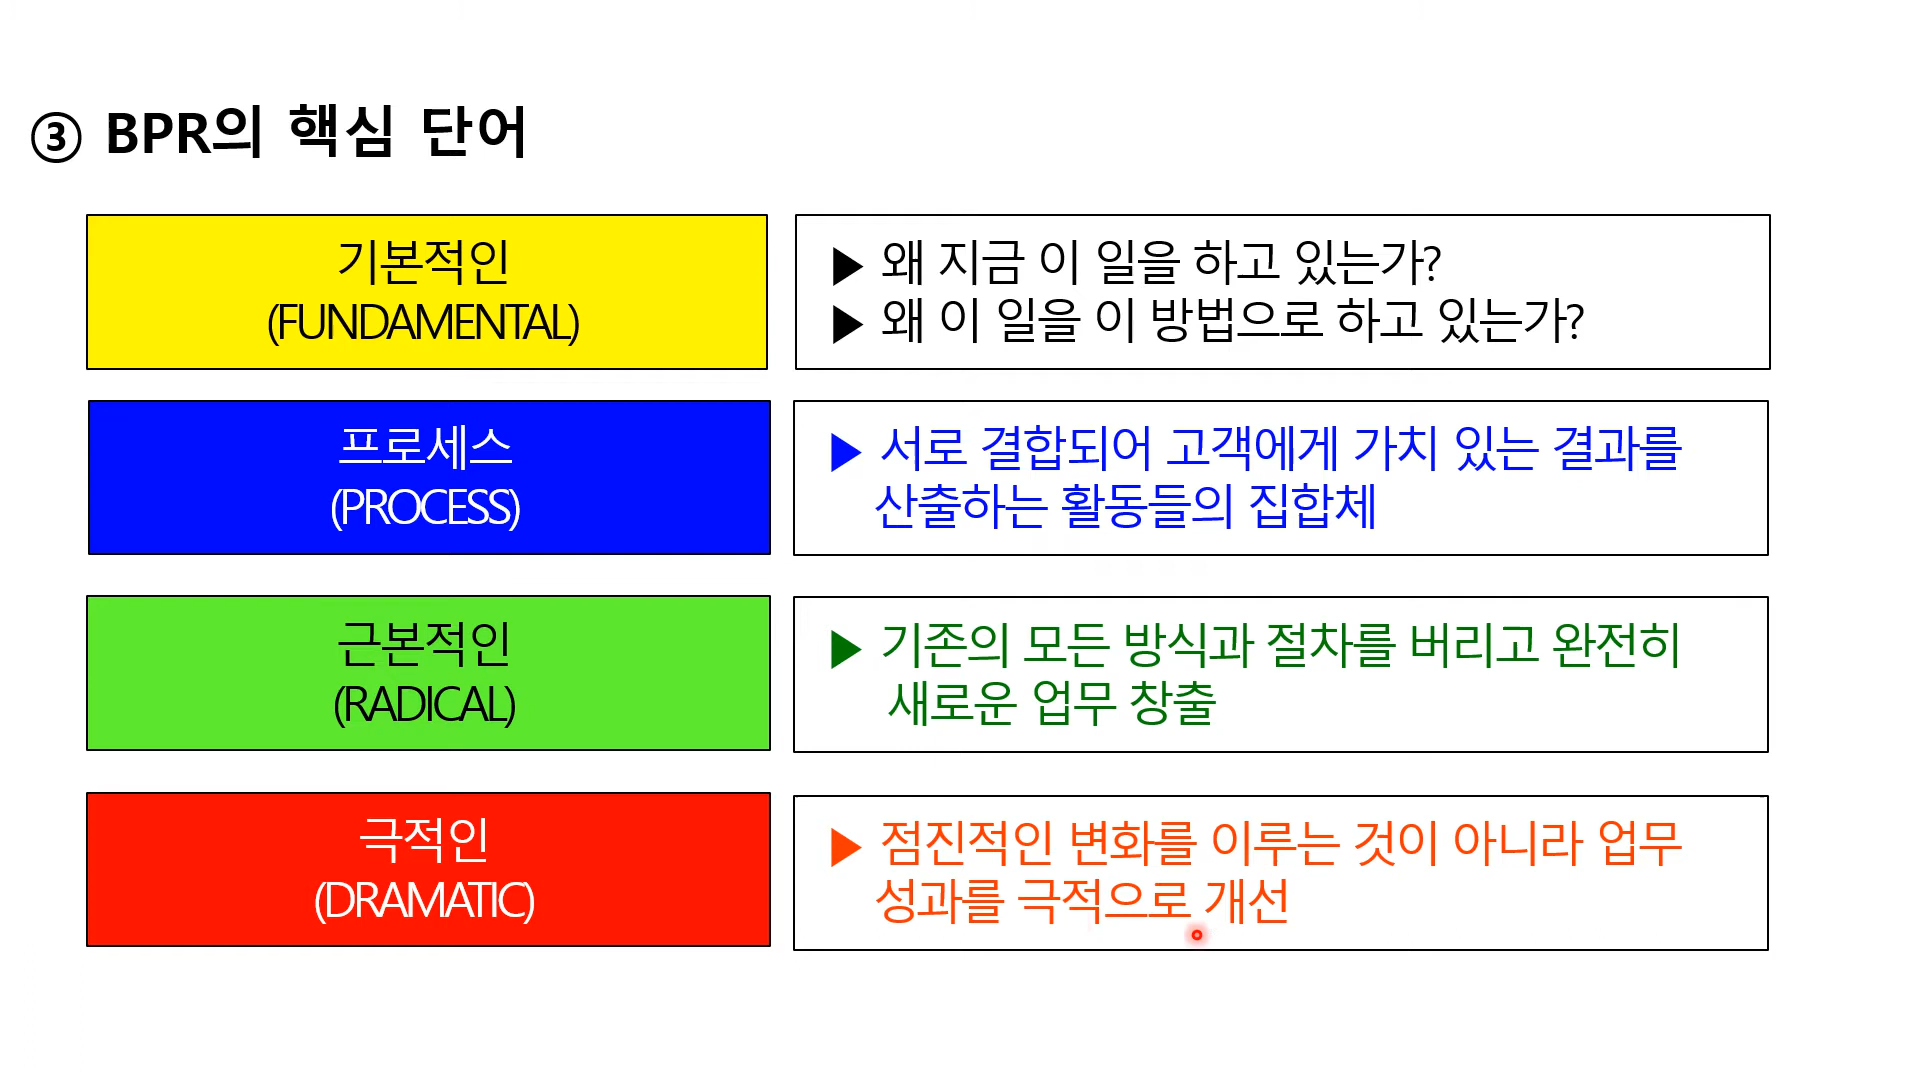 ③ BPR의 핵심 단어
기본적인
(FUNDAMENTAL)
▶ 왜 지금 이 일을 하고 있는가?
▶ 왜 이 일을 이 방법으로 하고 있는가?
프로세스
(PROCESS)
▶ 서로 결합되어 고객에게 가치 있는 결과를
산출하는 활동들의 집합체
근본적인
(RADICAL)
▶ 기존의 모든 방식과 절차를 버리고 완전히
새로운 업무 창출
극적인
(DRAMATIC)
▶ 점진적인 변화를 이루는 것이 아니라 업무
성과를 극적으로 개선